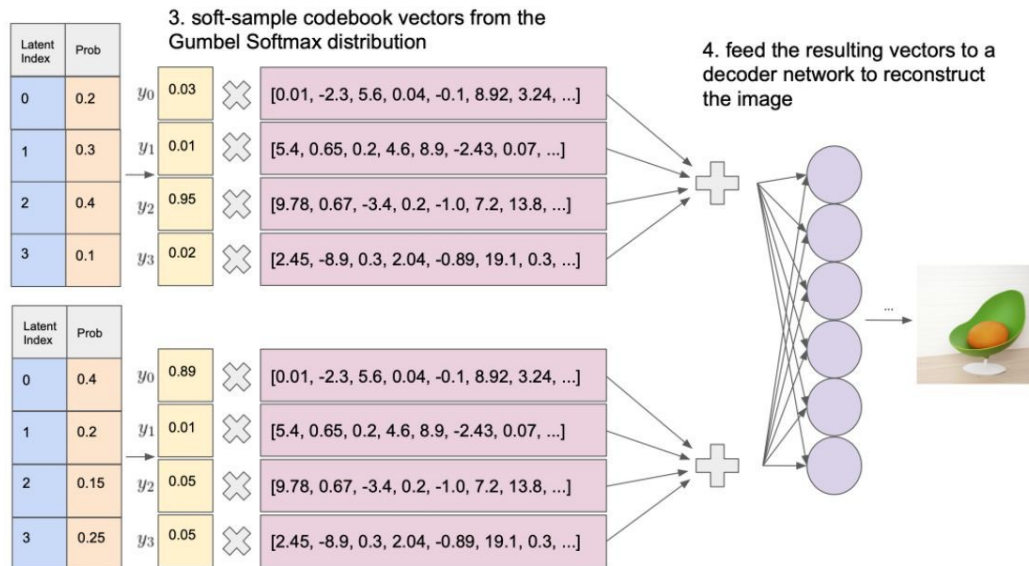 3. soft-sample codebook vectors from the
Gumbel Softmax distribution
4. feed the resulting vectors to a
decoder network to reconstruct
the image
Latent
Index
Prob
0 0.2 y0 0.03 [0.01, -2.3, 5.6, 0.04, -0.1, 8.92, 3.24, ...]
1 0.3 y1 0.01 [5.4, 0.65, 0.2, 4.6, 8.9, -2.43, 0.07, ...]
2 0.4 y2 0.95 [9.78, 0.67, -3.4, 0.2, -1.0, 7.2, 13.8, ...]
3 0.1 y3 0.02 [2.45, -8.9, 0.3, 2.04, -0.89, 19.1, 0.3, ...]
...
Latent
Index
Prob
0 0.4 y0 0.89 [0.01, -2.3, 5.6, 0.04, -0.1, 8.92, 3.24, ...]
1 0.2 y1 0.01 [5.4, 0.65, 0.2, 4.6, 8.9, -2.43, 0.07, ...]
2 0.15 y2 0.05 [9.78, 0.67, -3.4, 0.2, -1.0, 7.2, 13.8, ...]
3 0.25 y3 0.05 [2.45, -8.9, 0.3, 2.04, -0.89, 19.1, 0.3, ...]